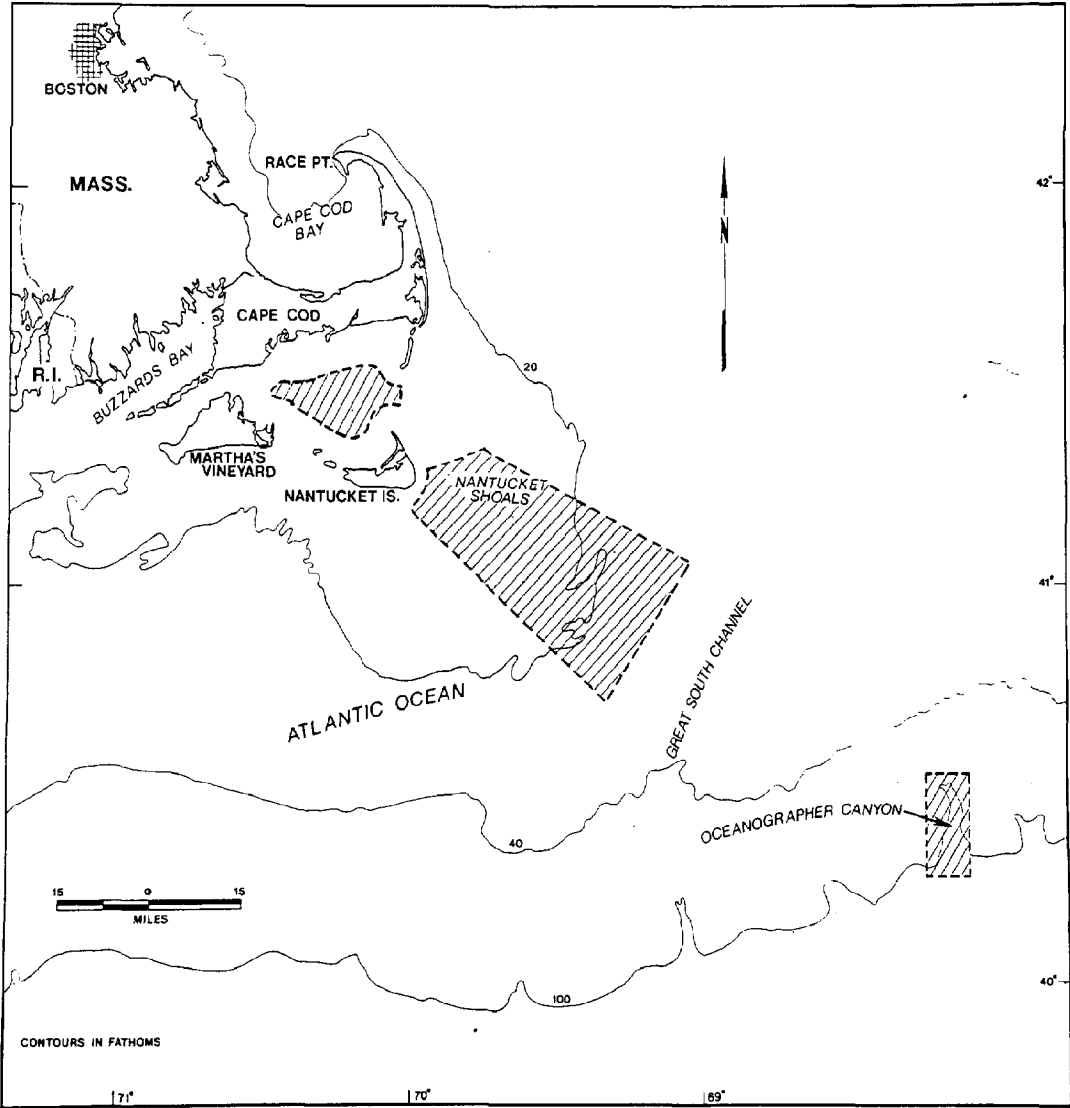 BOSTON
MASS.
RACE PT.
42°
CAPE COD
BAY
CAPE COD
R.I.
BUZZARDS BAY
20
MARTHA'S
VINEYARD
NANTUCKET IS.
NANTUCKET
SHOALS
N
41°
GREAT SOUTH CHANNEL
ATLANTIC OCEAN
OCEANOGRAPHER CANYON
40
15 0 15
MILES
100
40°
CONTOURS IN FATHOMS
71° 70° 69°